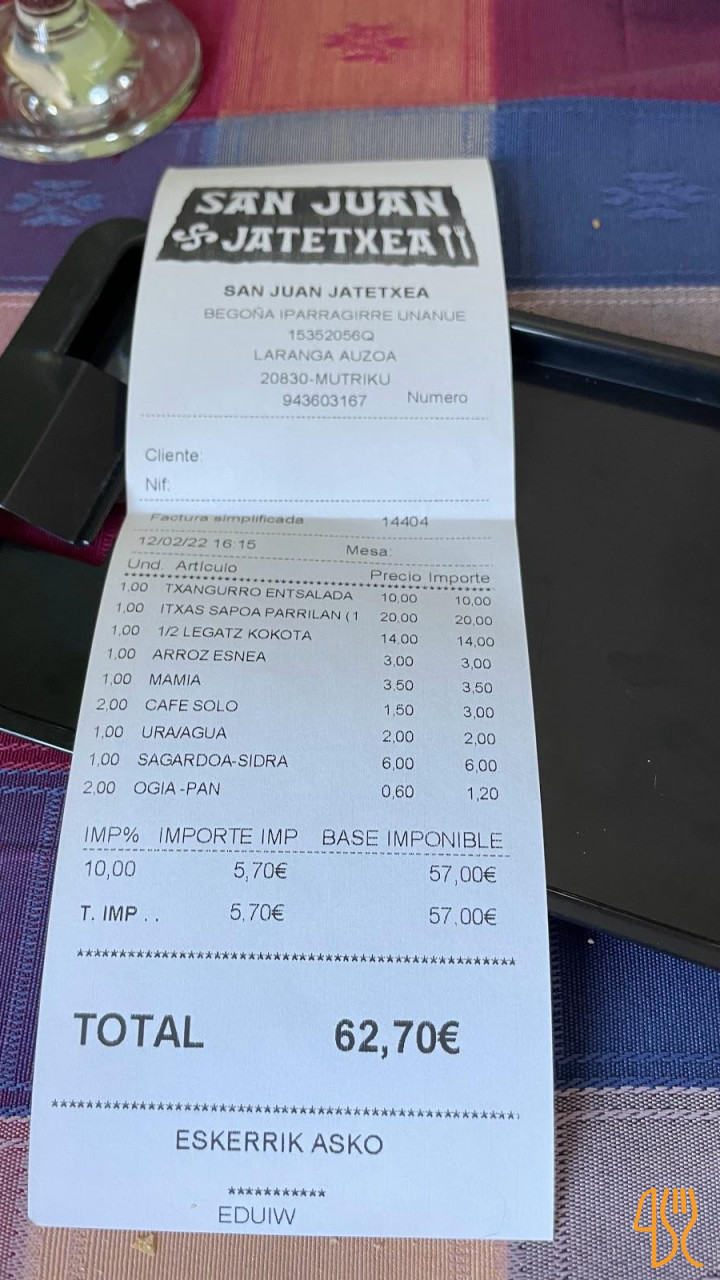 SAN JUAN
JATETXEA
SAN JUAN JATETXEA
BEGOÑA IPARRAGIRRE UNANUE
15352056Q
LARANGA AUZOA
20830-MUTRIKU
943603167 Numero
Cliente:
Nif:
Factura simplificada 14404
12/02/22 16:15 Mesa:
Und. Artículo Precio Importe
1,00 TXANGURRO ENTSALADA 10,00 10,00
1,00 ITXAS SAPOA PARRILAN (1 20,00 20,00
1,00 1/2 LEGATZ KOKOTA 14,00 14,00
1,00 ARROZ ESNEA 3,00 3,00
1,00 MAMIA 3,50 3,50
2,00 CAFE SOLO 1,50 3,00
1,00 URA/AGUA 2,00 2,00
1,00 SAGARDOA-SIDRA 6,00 6,00
2,00 OGIA -PAN 0,60 1,20
IMP% IMPORTE IMP BASE IMPONIBLE
10,00 5,70€ 57,00€
T. IMP . . 5,70€ 57,00€
TOTAL 62,70€
ESKERRIK ASKO
***********
EDUIW